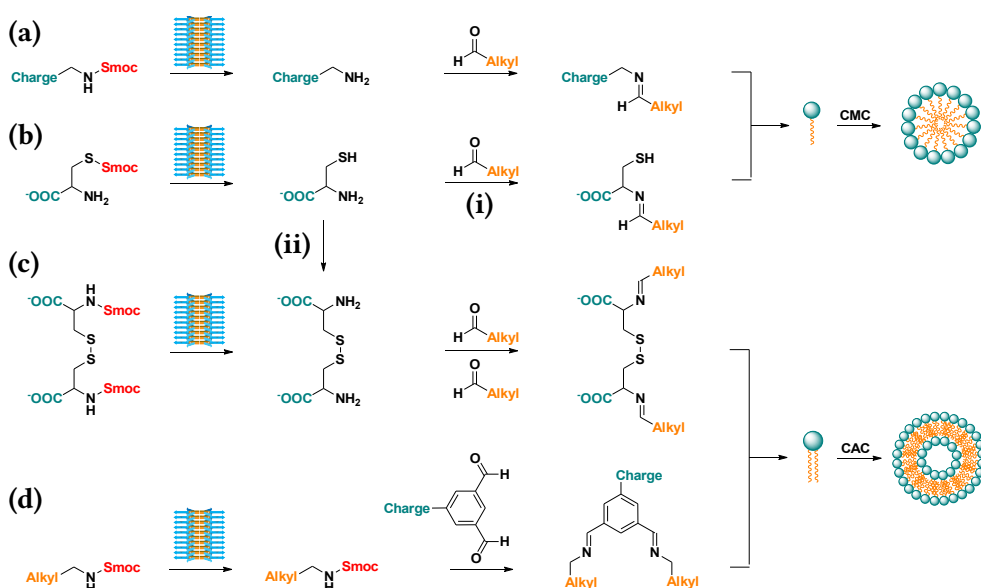 (a)
Charge N H Smoc
Charge NH₂
O H Alkyl
Charge N H Alkyl
CMC
(b)
S Smoc ⁻OOC NH₂
SH ⁻OOC NH₂
O H Alkyl
(i)
SH ⁻OOC N H Alkyl
(ii)
(c)
⁻OOC H N Smoc
S
S
⁻OOC N H Smoc
⁻OOC NH₂
S
S
⁻OOC NH₂
O H Alkyl
O H Alkyl
Alkyl
⁻OOC N
S
S
⁻OOC N
Alkyl
CAC
(d)
Alkyl N H Smoc
Alkyl N H Smoc
O H
Charge
O H
Charge
N N
Alkyl Alkyl